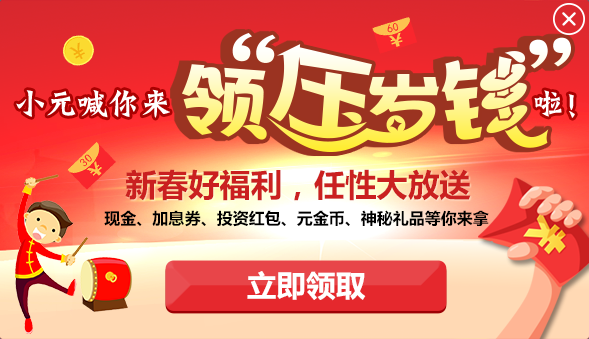 60
小元喊你来领“压岁钱”啦！
30
新春好福利，任性大放送
现金、加息券、投资红包、元金币、神秘礼品等你来拿
立即领取